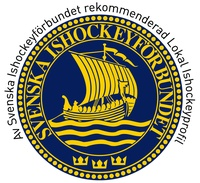 Av Svenska Ishockeyförbundet rekommenderad Lokal Ishockeyprofil
SVENSKA ISHOCKEYFÖRBUNDET